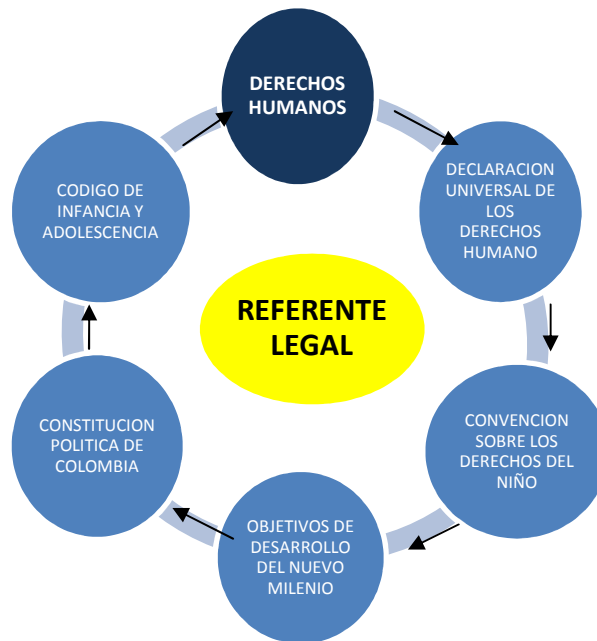 DERECHOS
HUMANOS
DECLARACION
UNIVERSAL DE
LOS
DERECHOS
HUMANO
CONVENCION
SOBRE LOS
DERECHOS DEL
NIÑO
OBJETIVOS DE
DESARROLLO
DEL NUEVO
MILENIO
CONSTITUCION
POLITICA DE
COLOMBIA
CODIGO DE
INFANCIA Y
ADOLESCENCIA
REFERENTE
LEGAL